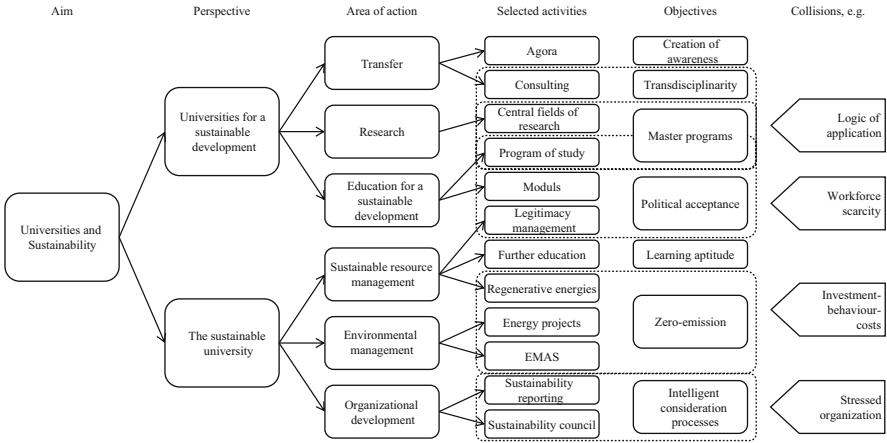 Aim
Perspective
Area of action
Selected activities
Objectives
Collisions, e.g.
Universities and
Sustainability
Universities for a
sustainable
development
The sustainable
university
Transfer
Research
Education for a
sustainable
development
Sustainable resource
management
Environmental
management
Organizational
development
Agora
Consulting
Central fields of
research
Program of study
Moduls
Legitimacy
management
Further education
Regenerative energies
Energy projects
EMAS
Sustainability
reporting
Sustainability council
Creation of
awareness
Transdisciplinarity
Master programs
Political acceptance
Learning aptitude
Zero-emission
Intelligent
consideration
processes
Logic of
application
Workforce
scarcity
Investment-
behaviour-
costs
Stressed
organization